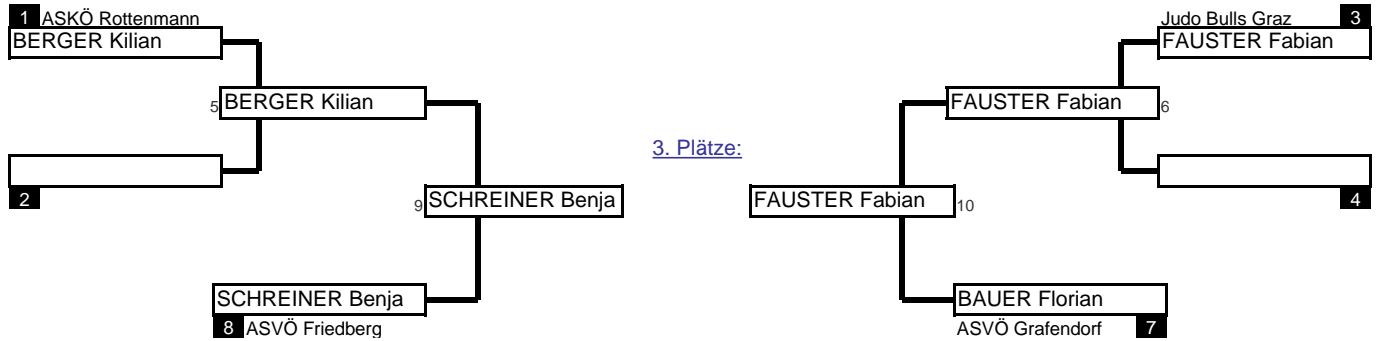 1 ASKÖ Rottenmann
Judo Bulls Graz 3
BERGER Kilian
FAUSTER Fabian
5 BERGER Kilian
FAUSTER Fabian 6
3. Plätze:
2
4
9 SCHREINER Benja
FAUSTER Fabian 10
SCHREINER Benja
BAUER Florian
8 ASVÖ Friedberg
ASVÖ Grafendorf 7